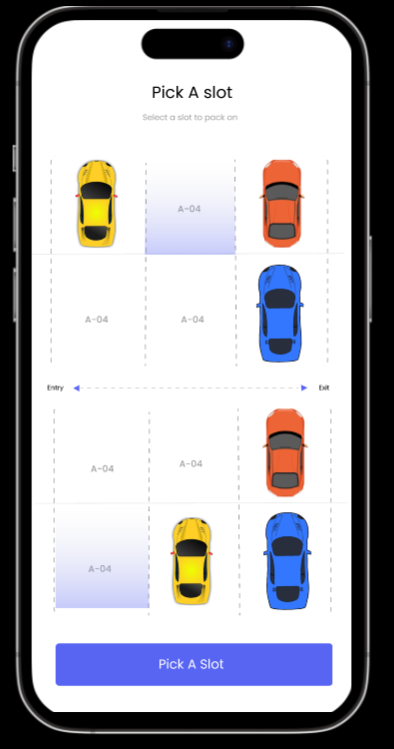 Pick A slot
Select a slot to pack on
A-04
A-04 A-04
Entry Exit
A-04 A-04
A-04
Pick A Slot